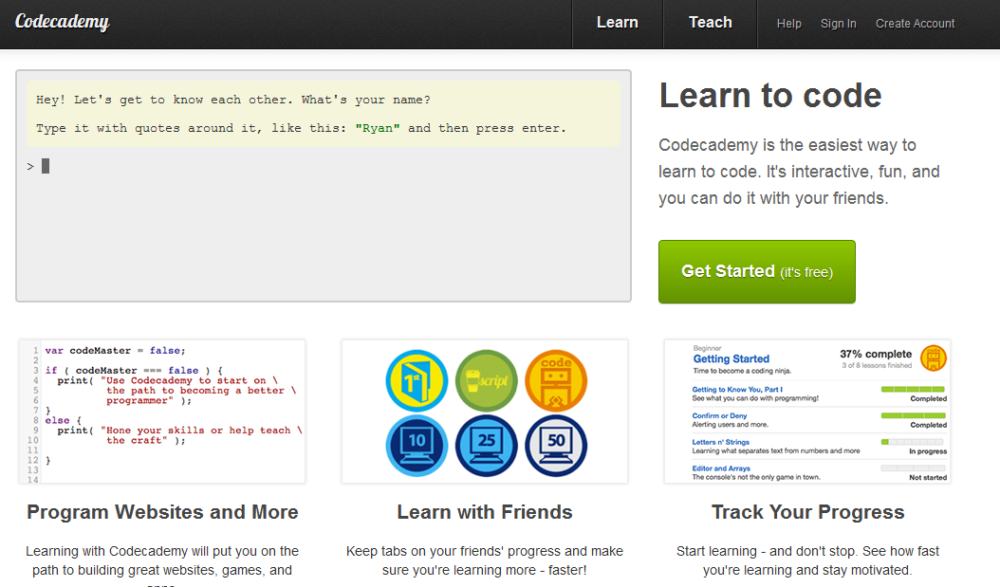 Codecademy
Learn
Teach
Help
Sign In
Create Account
Hey! Let's get to know each other. What's your name?
Type it with quotes around it, like this: "Ryan" and then press enter.
>
Learn to code
Codecademy is the easiest way to
learn to code. It's interactive, fun, and
you can do it with your friends.
Get Started (it's free)
1 var codeMaster = false;
2
3 if ( codeMaster === false ) {
4 print( "Use Codecademy to start on \
5 the path to becoming a better \
6 programmer" );
7 }
8 else {
9 print( "Hone your skills or help teach \
10 the craft" );
11
12 }
13
14
1st
script
code
10
25
50
Beginner
Getting Started
Time to become a coding ninja.
37% complete
3 of 8 lessons finished
code
Getting to Know You, Part I
See what you can do with programming!
Completed
Confirm or Deny
Alerting users and more.
Completed
Letters n' Strings
Learning what separates text from numbers and more
In progress
Editor and Arrays
The console's not the only game in town.
Not started
Program Websites and More
Learning with Codecademy will put you on the
path to building great websites, games, and
Learn with Friends
Keep tabs on your friends' progress and make
sure you're learning more - faster!
Track Your Progress
Start learning - and don't stop. See how fast
you're learning and stay motivated.